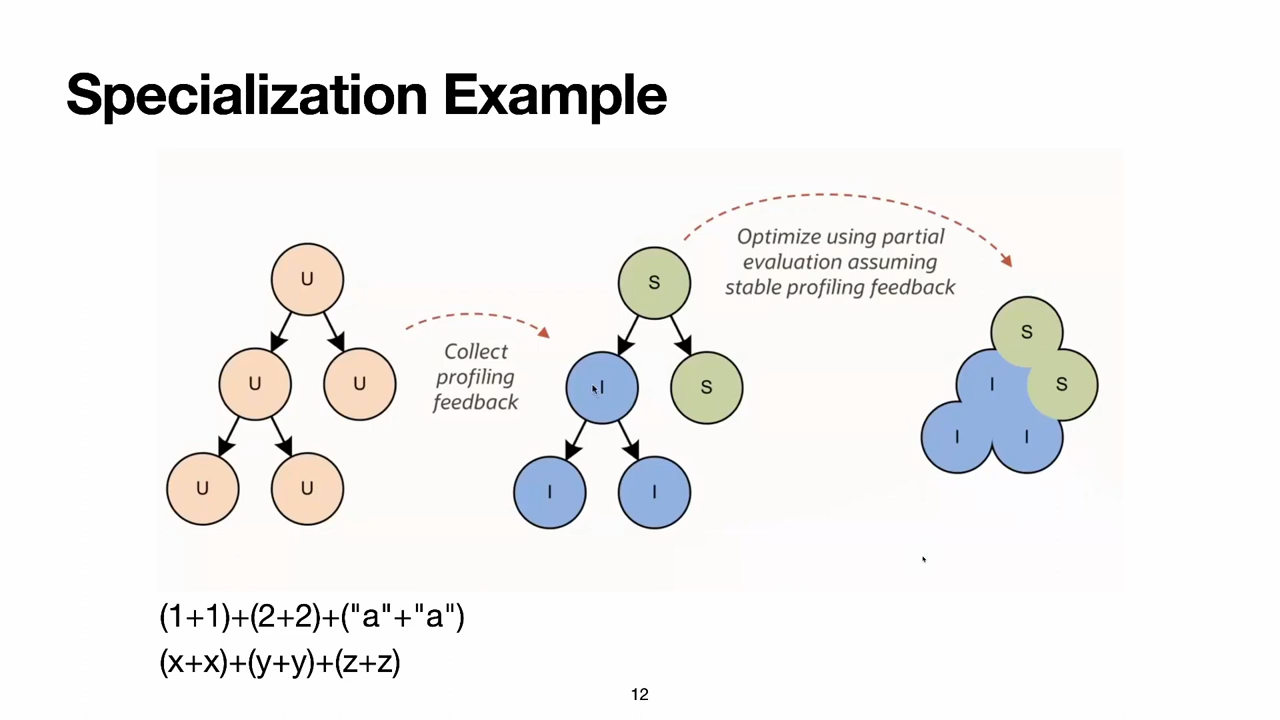 Specialization Example
U
U
U
U
U
Collect
profiling
feedback
S
I
S
I
I
Optimize using partial
evaluation assuming
stable profiling feedback
S
I
S
I
I
(1+1)+(2+2)+("a"+"a")
(x+x)+(y+y)+(z+z)
12